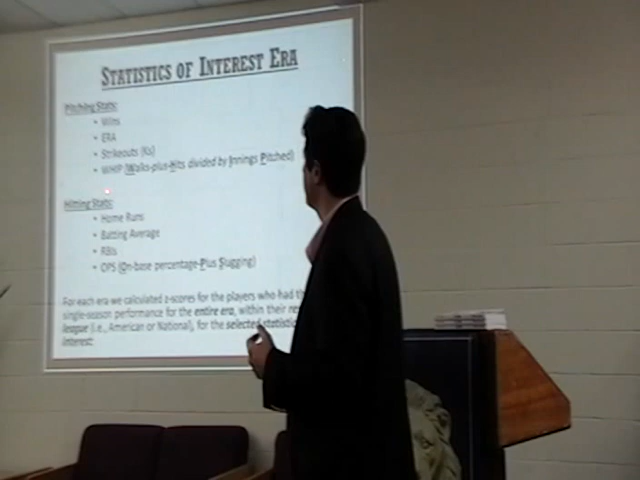 STATISTICS OF INTEREST ERA
Pitching Stats:
• Wins
• ERA
• Strikeouts (Ks)
• WHIP (Walks-plus-Hits divided by Innings Pitched)
Hitting Stats:
• Home Runs
• Batting Average
• RBIs
• OPS (On-base percentage-Plus Slugging)
For each era we calculated z-scores for the players who had
single-season performance for the entire era, within their
league (i.e., American or National), for the selected
interest: